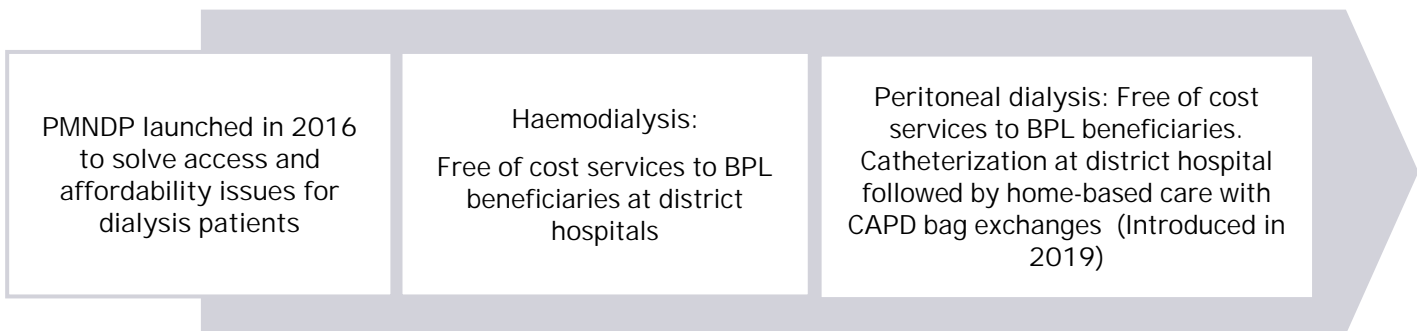 PMNDP launched in 2016
to solve access and
affordability issues for
dialysis patients
Haemodialysis:
Free of cost services to BPL
beneficiaries at district
hospitals
Peritoneal dialysis: Free of cost
services to BPL beneficiaries.
Catheterization at district hospital
followed by home-based care with
CAPD bag exchanges (Introduced in
2019)